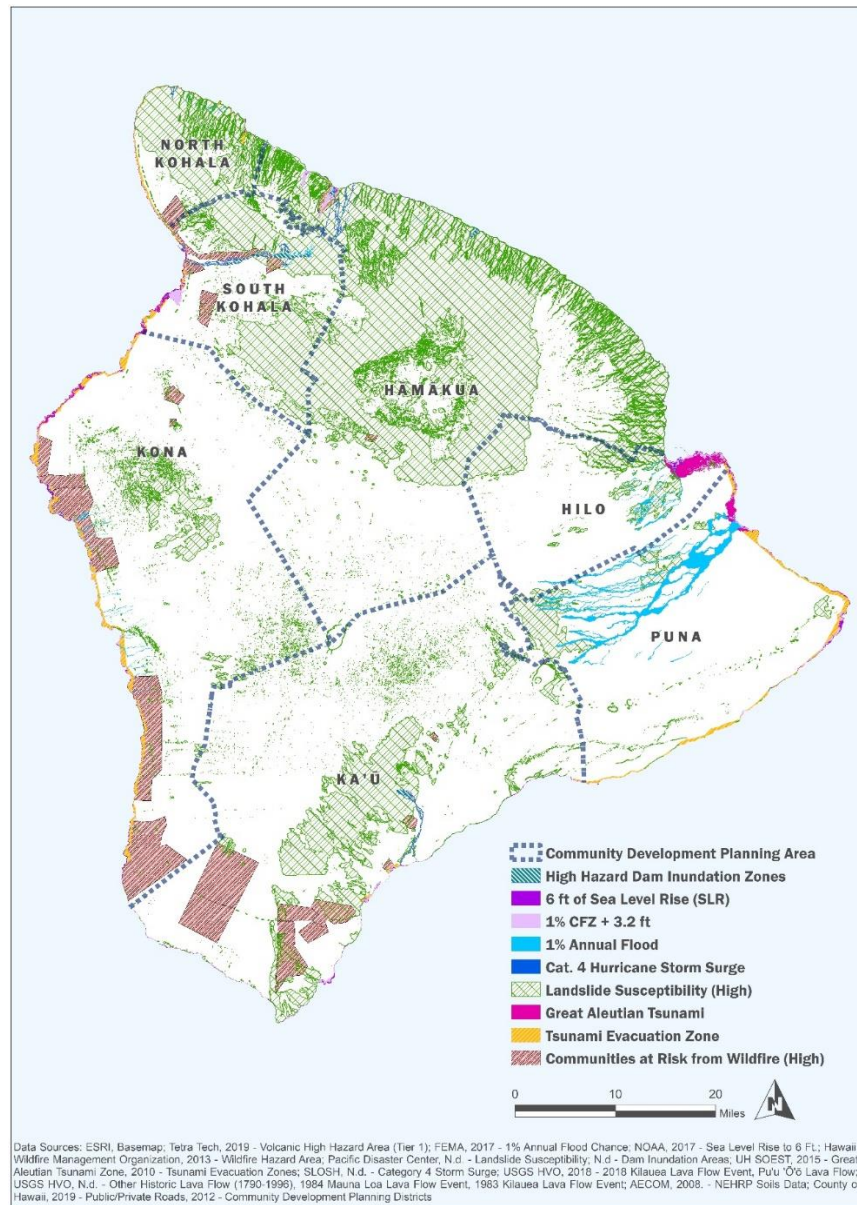 NORTH
KOHALA
SOUTH
KOHALA
HAMAKUA
KONA
HILO
PUNA
KA'Ū
Community Development Planning Area
High Hazard Dam Inundation Zones
6 ft of Sea Level Rise (SLR)
1% CFZ + 3.2 ft
1% Annual Flood
Cat. 4 Hurricane Storm Surge
Landslide Susceptibility (High)
Great Aleutian Tsunami
Tsunami Evacuation Zone
Communities at Risk from Wildfire (High)
0 10 20
Miles
N
Data Sources: ESRI, Basemap; Tetra Tech, 2019 - Volcanic High Hazard Area (Tier 1); FEMA, 2017 - 1% Annual Flood Chance; NOAA, 2017 - Sea Level Rise to 6 Ft.; Hawaii
Wildfire Management Organization, 2013 - Wildfire Hazard Area; Pacific Disaster Center, N.d. - Landslide Susceptibility; N.d - Dam Inundation Areas; UH SOEST, 2015 - Great
Aleutian Tsunami Zone, 2010 - Tsunami Evacuation Zones; SLOSH, N.d. - Category 4 Storm Surge; USGS HVO, 2018 - 2018 Kilauea Lava Flow Event, Pu'u 'Ō'ō Lava Flow;
USGS HVO, N.d. - Other Historic Lava Flow (1790-1996), 1984 Mauna Loa Lava Flow Event, 1983 Kilauea Lava Flow Event; AECOM, 2008. - NEHRP Soils Data; County of
Hawaii, 2019 - Public/Private Roads, 2012 - Community Development Planning Districts